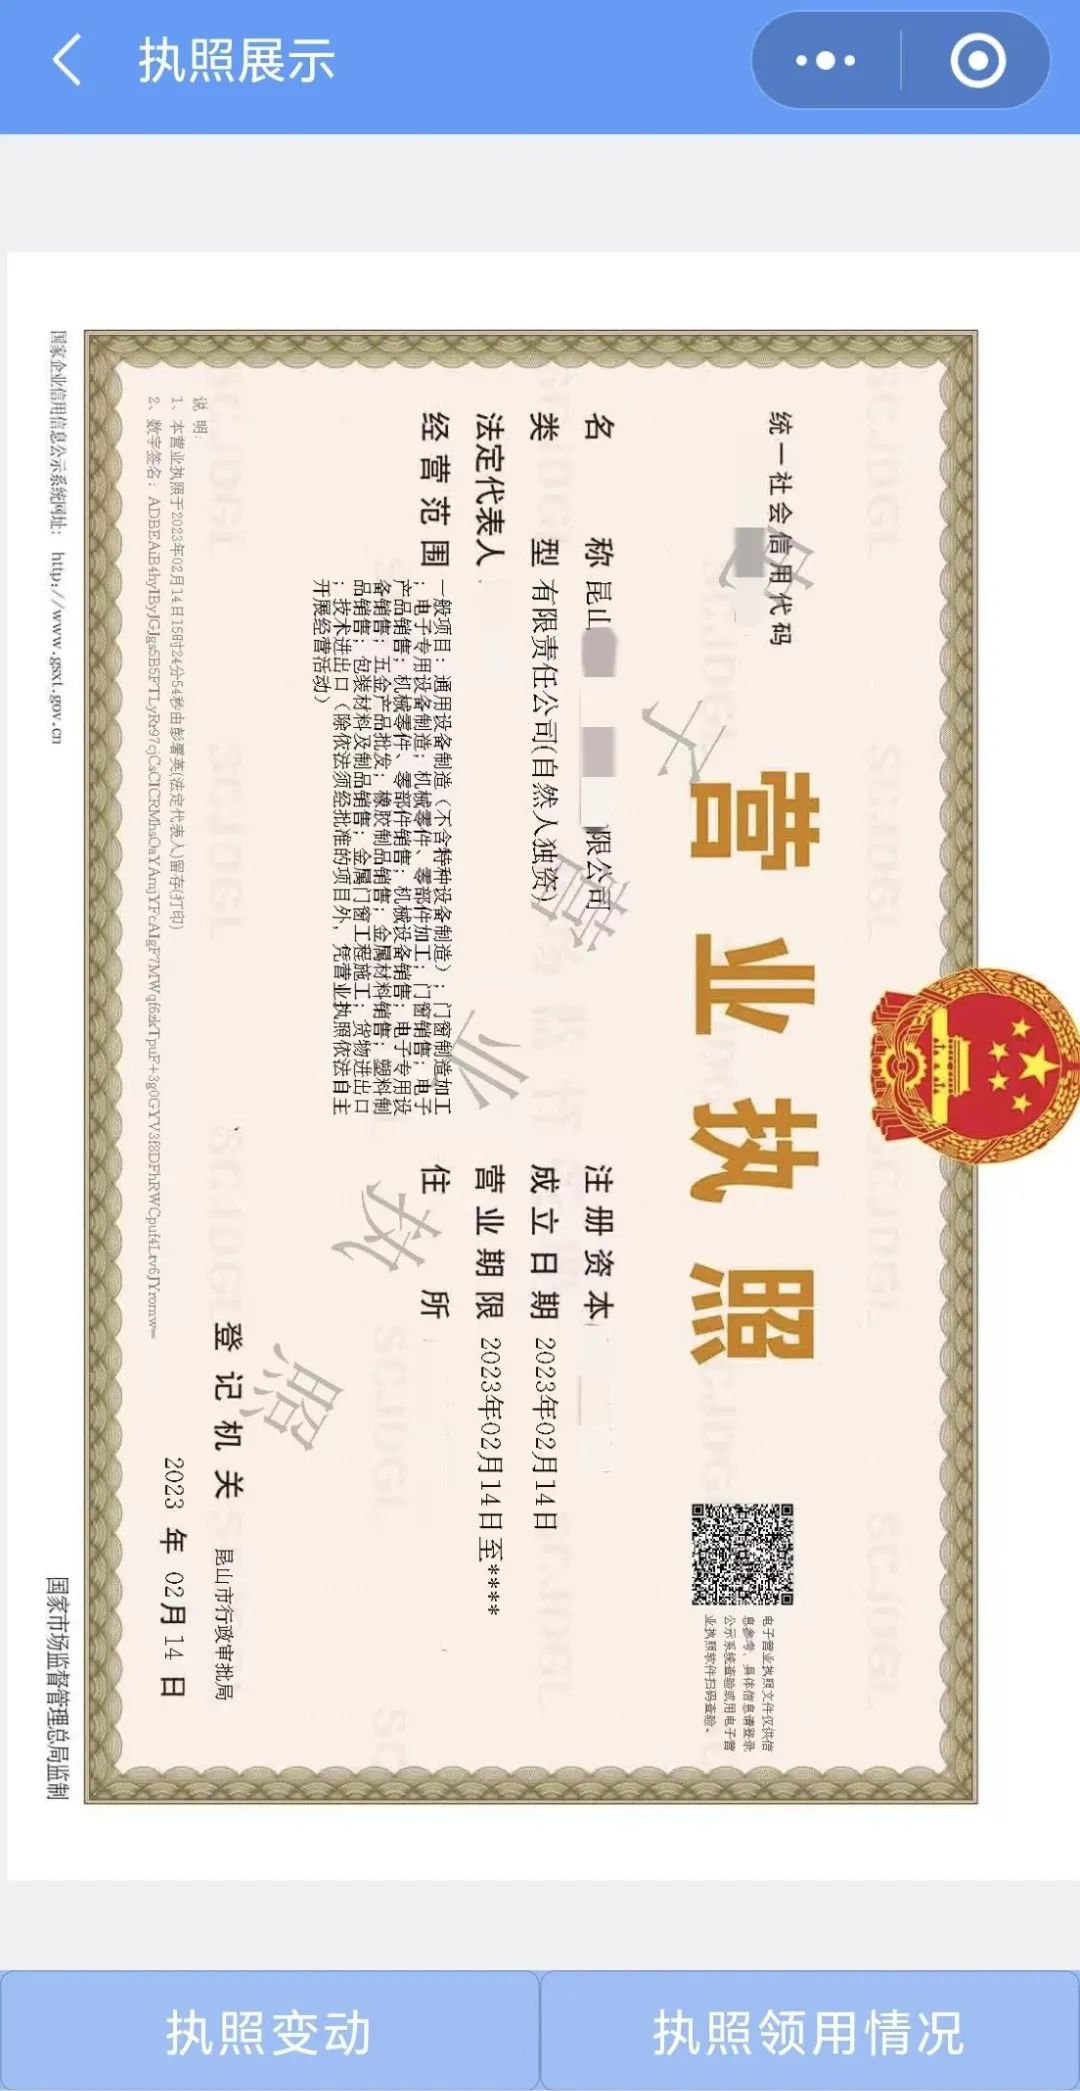 执照展示
执照领用情况
执照变动
营业执照
统一社会信用代码
电子营业执照文件仅供信
息参考，具体信息请登录
公示系统查验或用电子营
业执照软件扫码查验。
名称 昆山 限公司
类型 有限责任公司(自然人独资)
法定代表人
经营范围 一般项目：通用设备制造（不含特种设备制造）；门窗制造加工
；电子专用设备制造；机械零件、零部件加工；门窗销售；电子
产品销售；机械零件、零部件销售；机械设备销售；电子专用设
备销售；五金产品批发；橡胶制品销售；金属材料销售；塑料制
品销售；包装材料及制品销售；金属门窗工程施工；货物进出口
；技术进出口（除依法须经批准的项目外，凭营业执照依法自主
开展经营活动）
注册资本
成立日期 2023年02月14日
营业期限 2023年02月14日至****
住所
电子营业执照
SCJDGL
登记机关 昆山市行政审批局
2023 年 02月14 日
说 明:
1、本营业执照于2023年02月14日15时24分54秒由彭署英(法定代表人)留存(打印)
2、数字签名：
国家企业信用信息公示系统网址： http://www.gsxt.gov.cn
国家市场监督管理总局监制